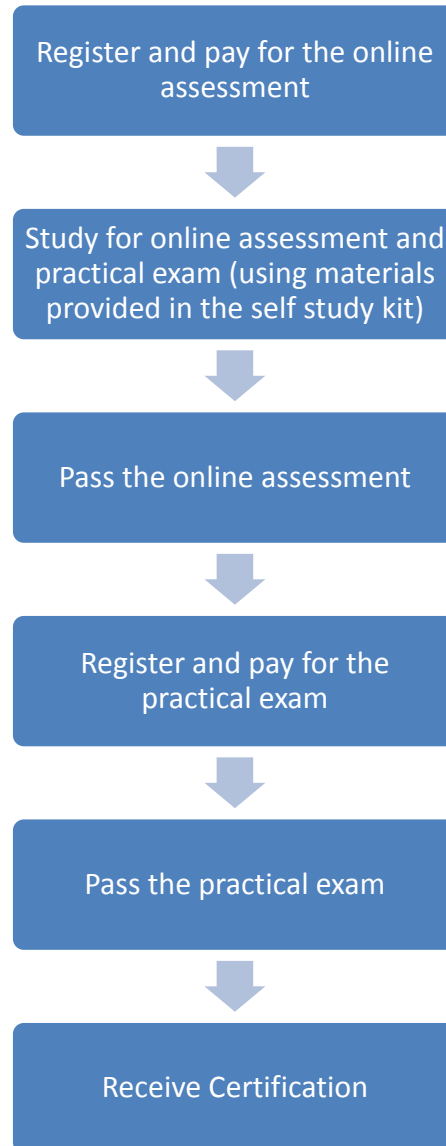 Register and pay for the online
assessment
Study for online assessment and
practical exam (using materials
provided in the self study kit)
Pass the online assessment
Register and pay for the
practical exam
Pass the practical exam
Receive Certification